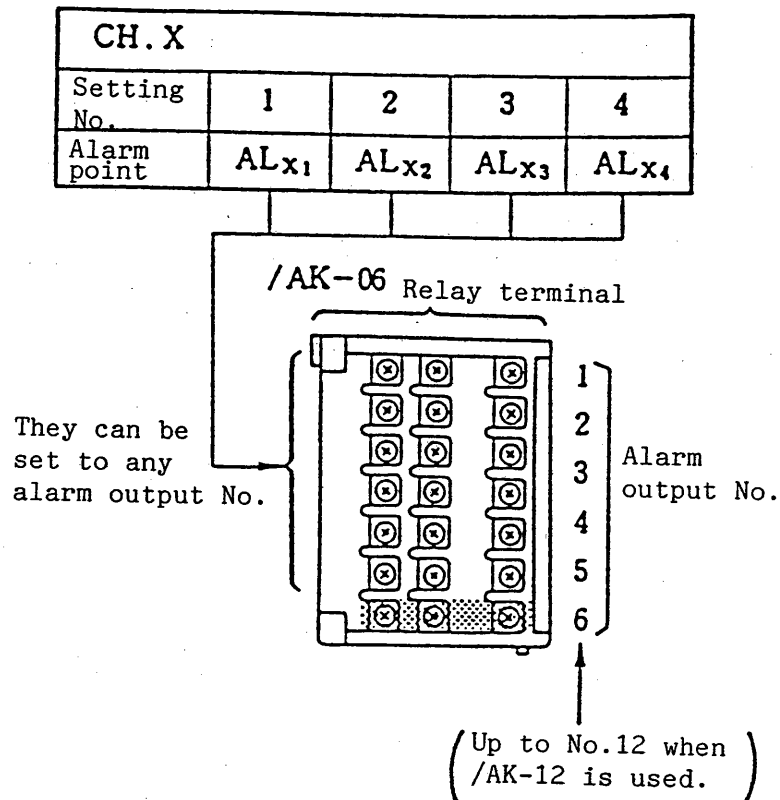 CH.X
Setting No. 1 2 3 4
Alarm point ALX1 ALX2 ALX3 ALX4
/AK-06 Relay terminal
They can be
set to any
alarm output No.
1
2
3
4
5
6
Alarm
output No.
(Up to No.12 when
/AK-12 is used.)